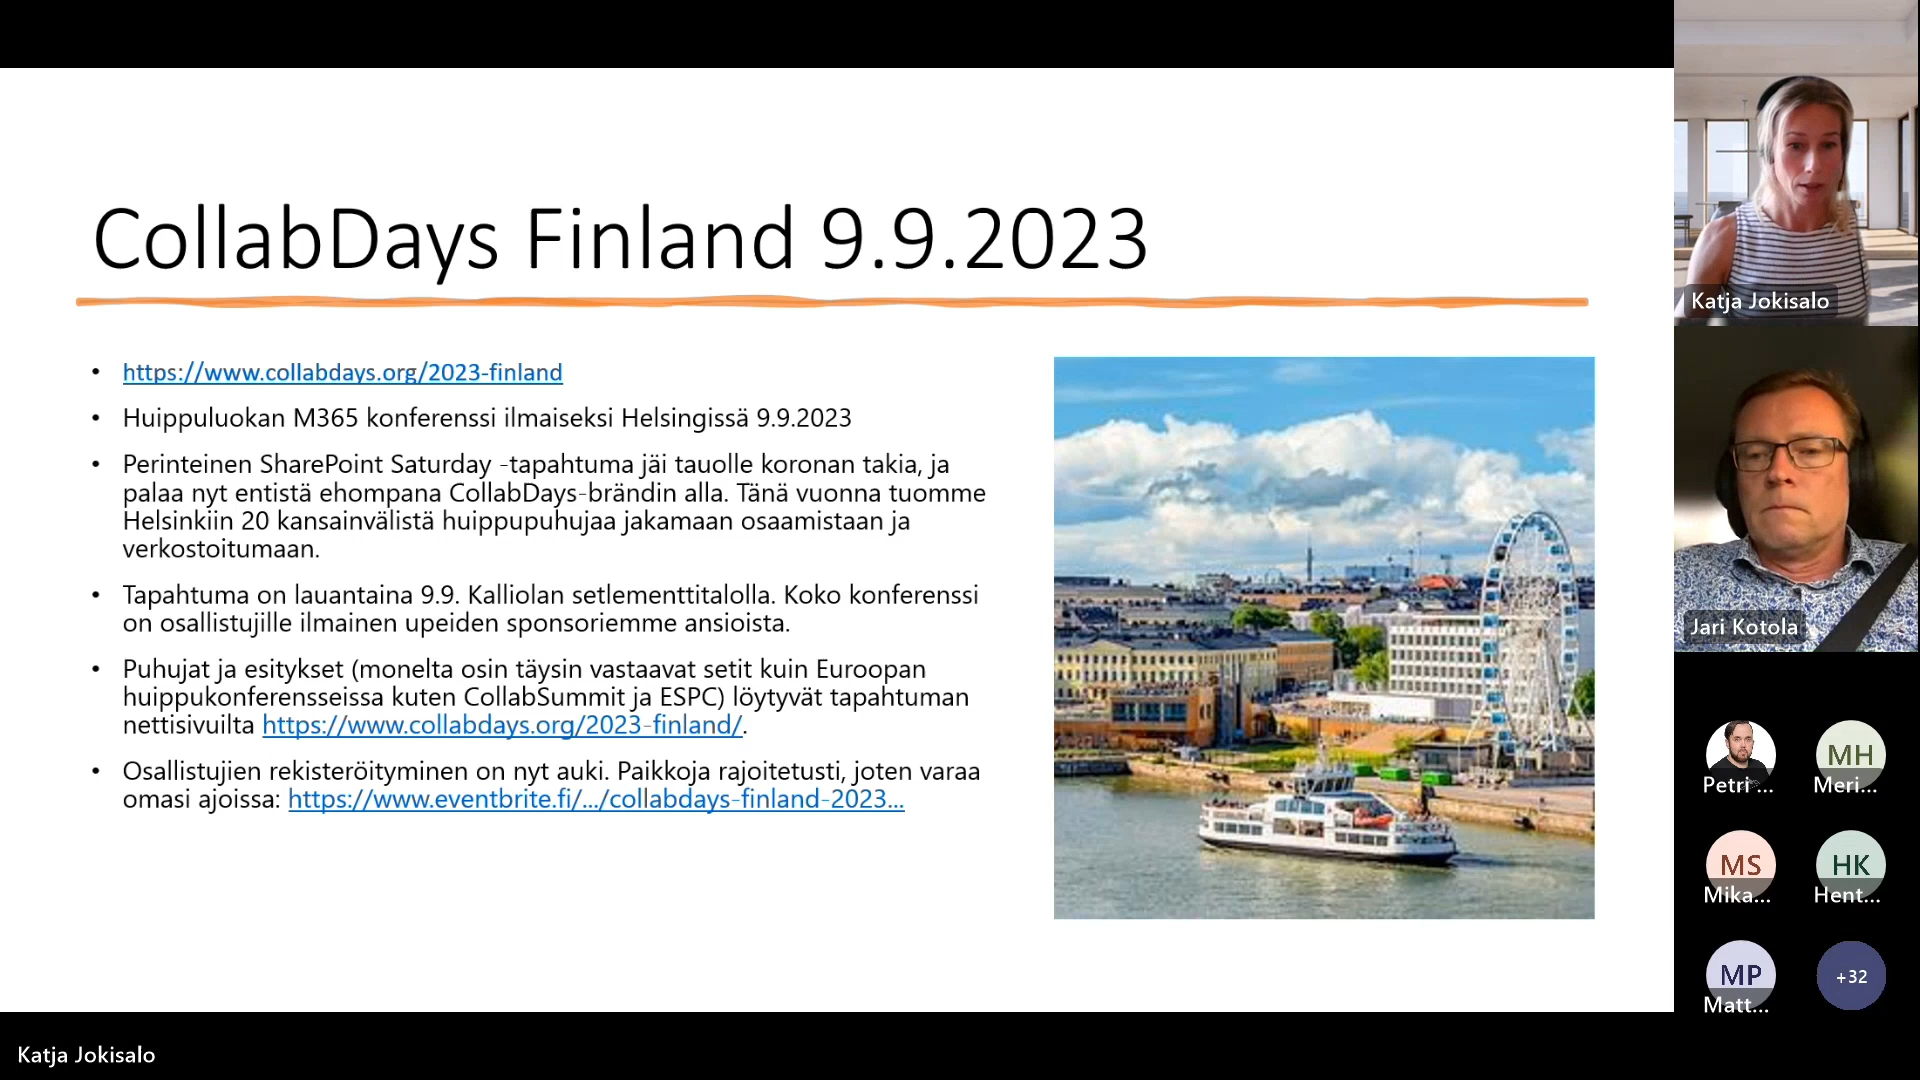 CollabDays Finland 9.9.2023
• https://www.collabdays.org/2023-finland
• Huippuluokan M365 konferenssi ilmaiseksi Helsingissä 9.9.2023
• Perinteinen SharePoint Saturday -tapahtuma jäi tauolle koronan takia, ja
palaa nyt entistä ehompana CollabDays-brändin alla. Tänä vuonna tuomme
Helsinkiin 20 kansainvälistä huippupuhujaa jakamaan osaamistaan ja
verkostoitumaan.
• Tapahtuma on lauantaina 9.9. Kalliolan setlementtitalolla. Koko konferenssi
on osallistujille ilmainen upeiden sponsoriemme ansioista.
• Puhujat ja esitykset (monelta osin täysin vastaavat setit kuin Euroopan
huippukonferensseissa kuten CollabSummit ja ESPC) löytyvät tapahtuman
nettisivuilta https://www.collabdays.org/2023-finland/.
• Osallistujien rekisteröityminen on nyt auki. Paikkoja rajoitetusti, joten varaa
omasi ajoissa: https://www.eventbrite.fi/.../collabdays-finland-2023...
Katja Jokisalo
Jari Kotola
Petri ...
MH
Meri...
MS
Mika...
HK
Hent...
MP
Matt...
+32
Katja Jokisalo